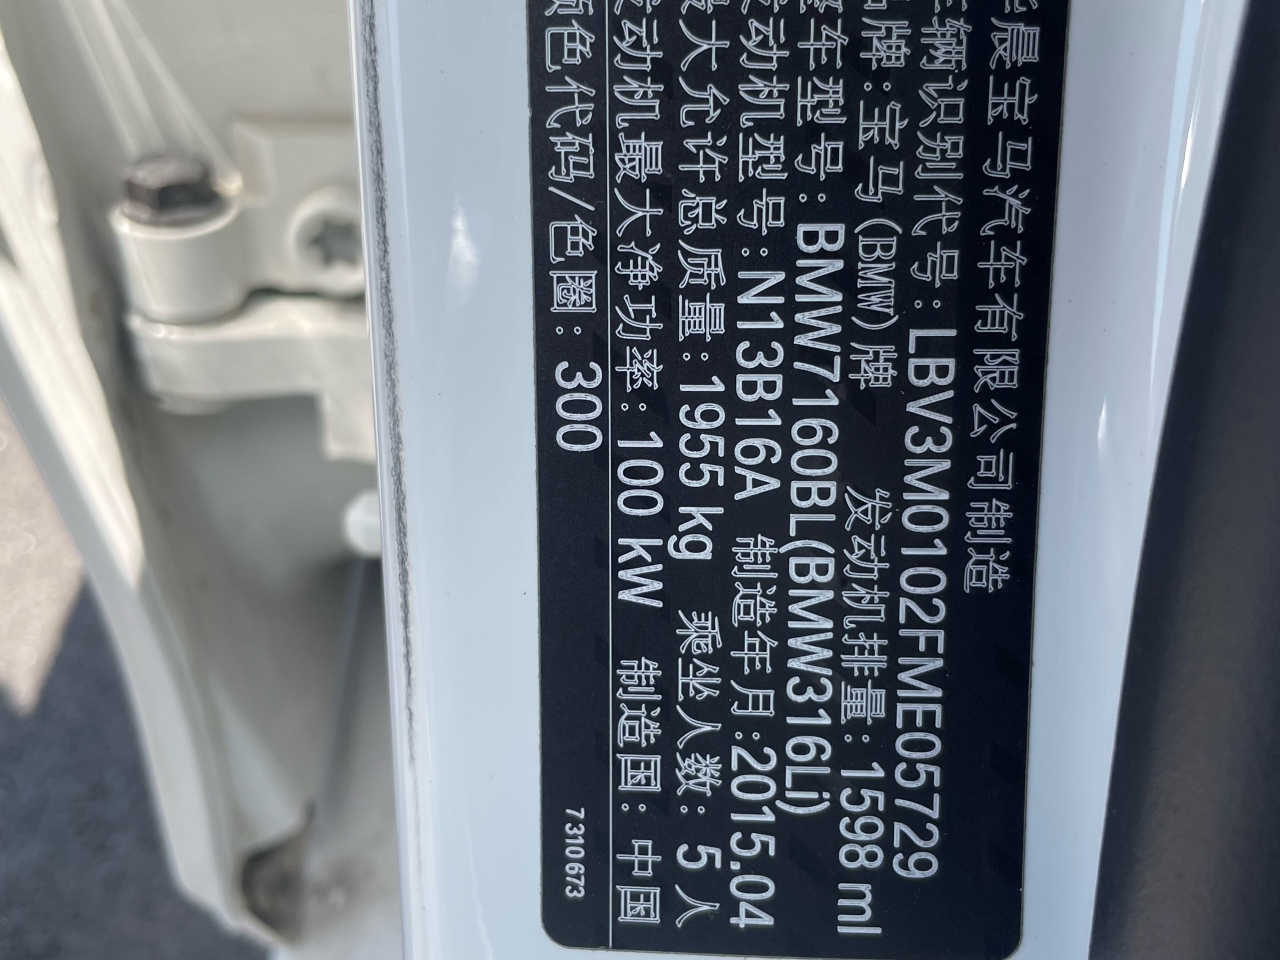 华晨宝马汽车有限公司制造
车辆识别代号:LBV3M0102FME05729
品牌:宝马(BMW)牌 发动机排量:1598 ml
整车型号:BMW7160BL(BMW316Li)
发动机型号:N13B16A 制造年月:2015.04
最大允许总质量:1955 kg 乘坐人数:5人
发动机最大净功率:100 kW 制造国:中国
颜色代码/色圈:300
7310673